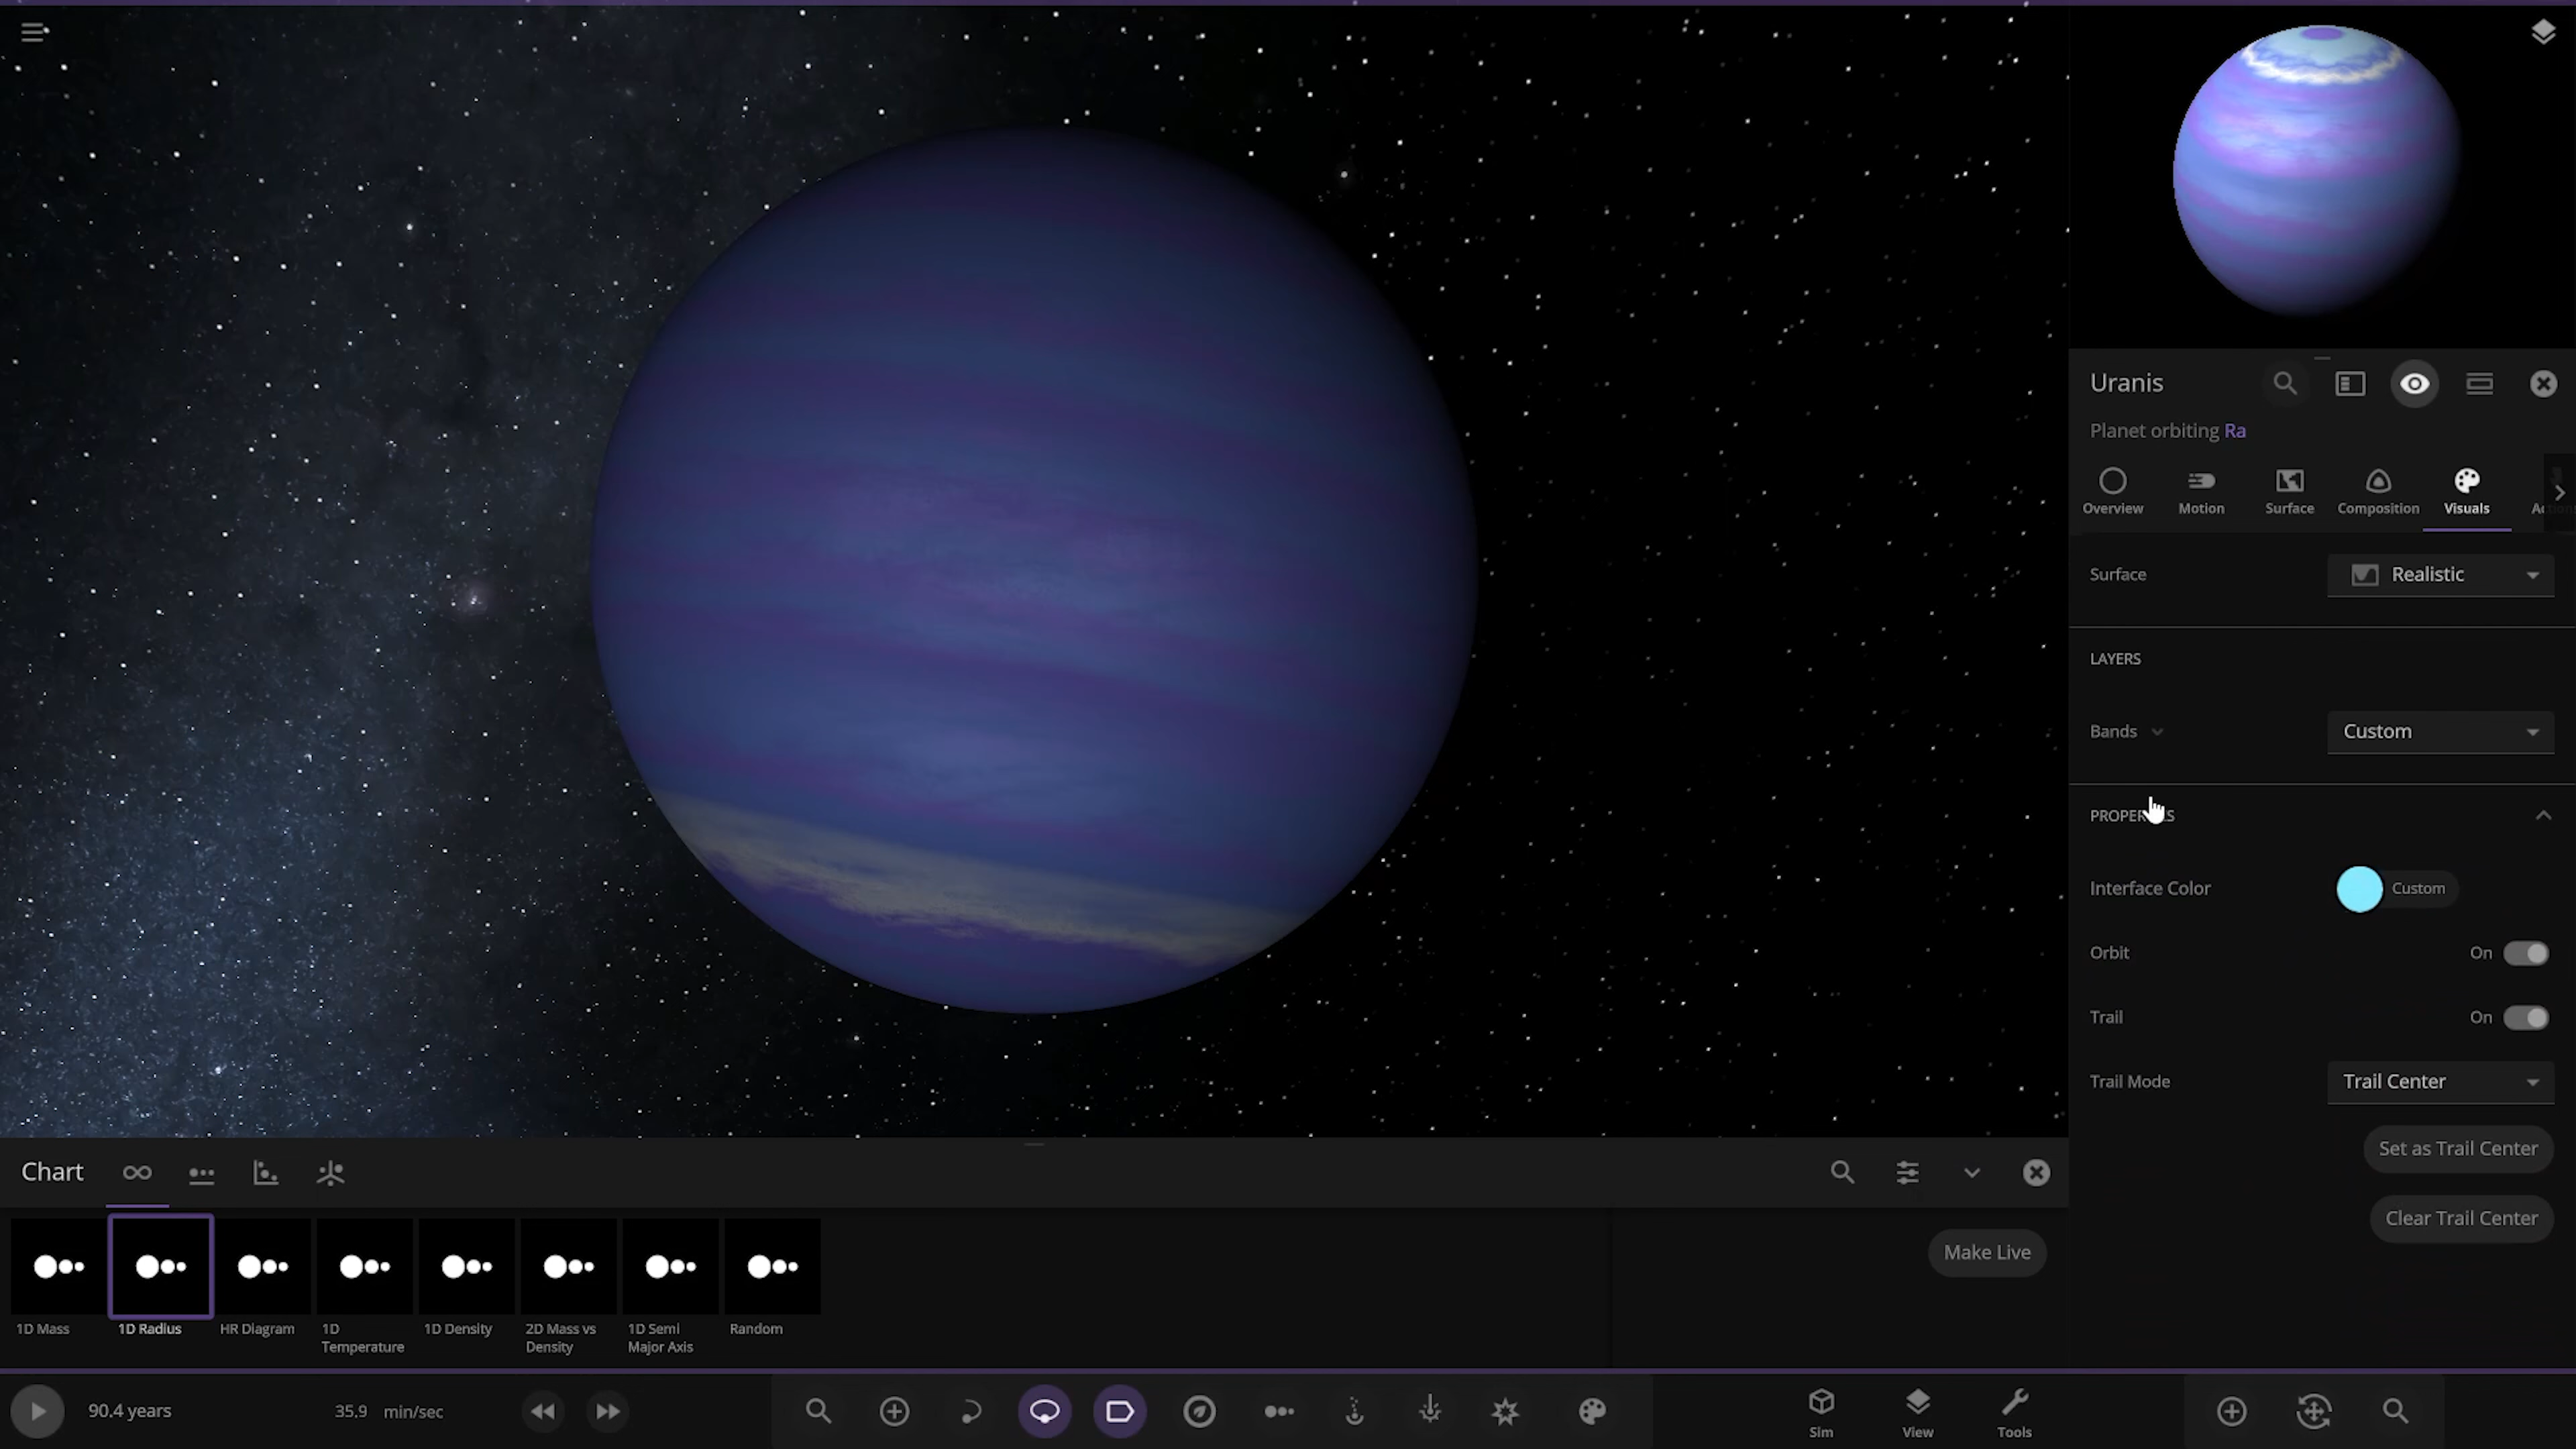 Uranis
Planet orbiting Ra
Overview
Motion
Surface
Composition
Visuals
Surface
Realistic
LAYERS
Bands
Custom
Interface Color
Custom
Orbit
On
Trail
On
Trail Mode
Trail Center
Set as Trail Center
Clear Trail Center
Chart
Make Live
1D Mass
1D Radius
HR Diagram
1D
Temperature
1D Density
2D Mass vs
Density
1D Semi
Major Axis
Random
90.4 years
35.9 min/sec
Sim
View
Tools